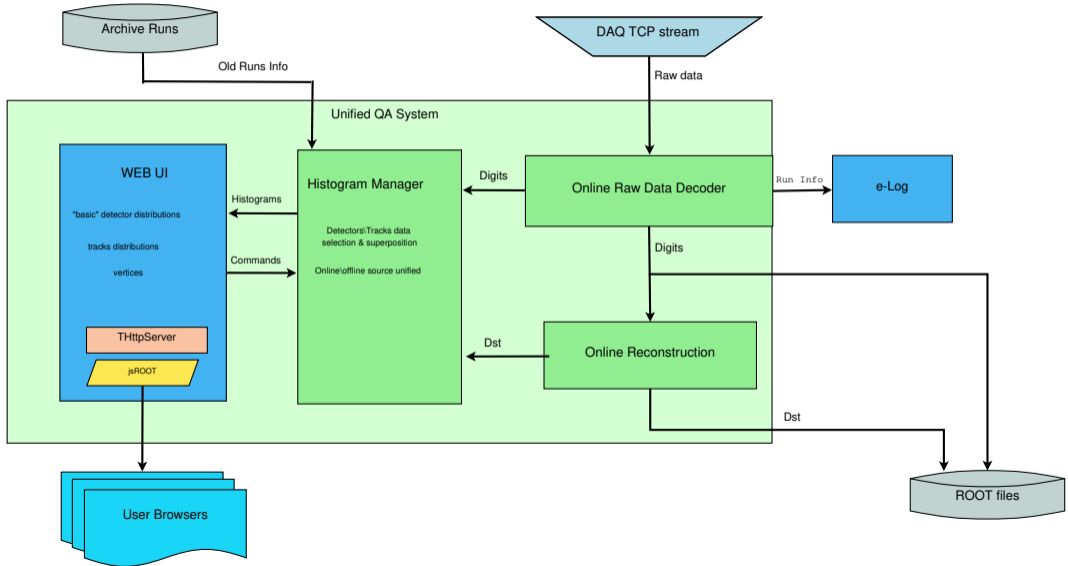 Archive Runs
DAQ TCP stream
Old Runs Info
Raw data
Unified QA System
WEB UI
"basic" detector distributions
tracks distributions
vertices
THttpServer
jsROOT
Histograms
Commands
Histogram Manager
Detectors\Tracks data
selection & superposition
Online\offline source unified
Digits
Online Raw Data Decoder
Run Info
e-Log
Digits
Dst
Online Reconstruction
Dst
User Browsers
ROOT files